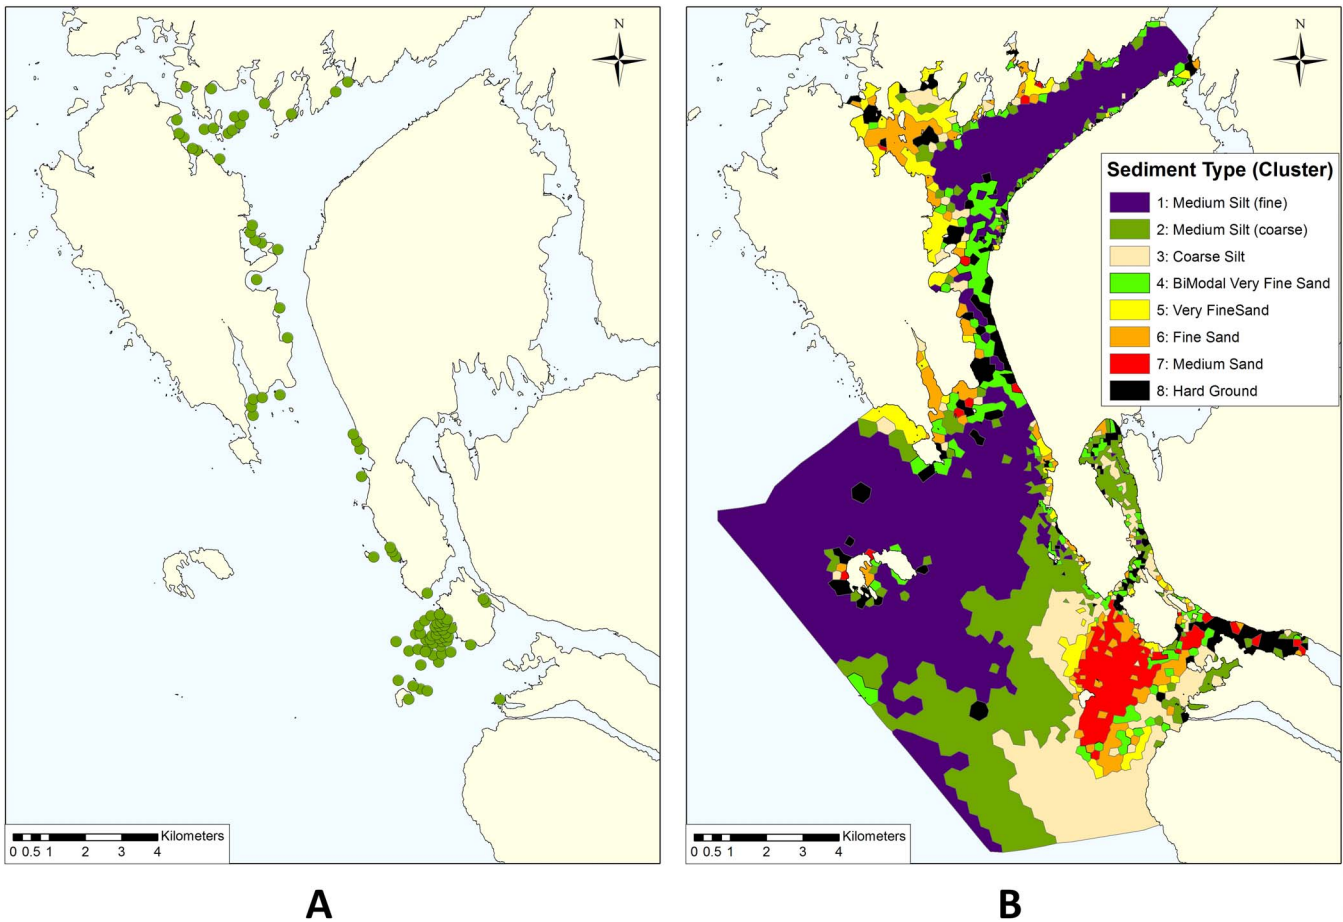 N
Kilometers
0 0.5 1 2 3 4
A
N
Sediment Type (Cluster)
1: Medium Silt (fine)
2: Medium Silt (coarse)
3: Coarse Silt
4: BiModal Very Fine Sand
5: Very FineSand
6: Fine Sand
7: Medium Sand
8: Hard Ground
Kilometers
0 0.5 1 2 3 4
B